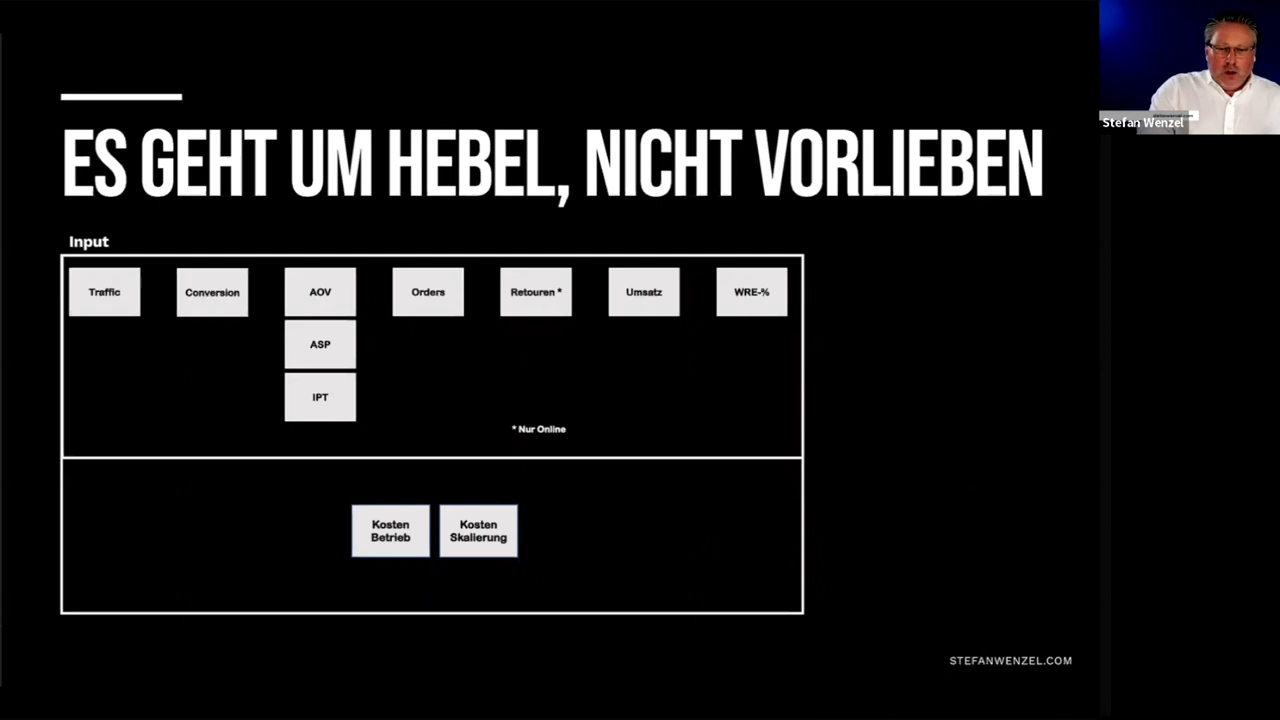 ES GEHT UM HEBEL, NICHT VORLIEBEN
Input
Traffic
Conversion
AOV
Orders
Retouren *
Umsatz
WRE-%
ASP
IPT
* Nur Online
Kosten
Betrieb
Kosten
Skalierung
STEFANWENZEL.COM
Stefan Wenzel